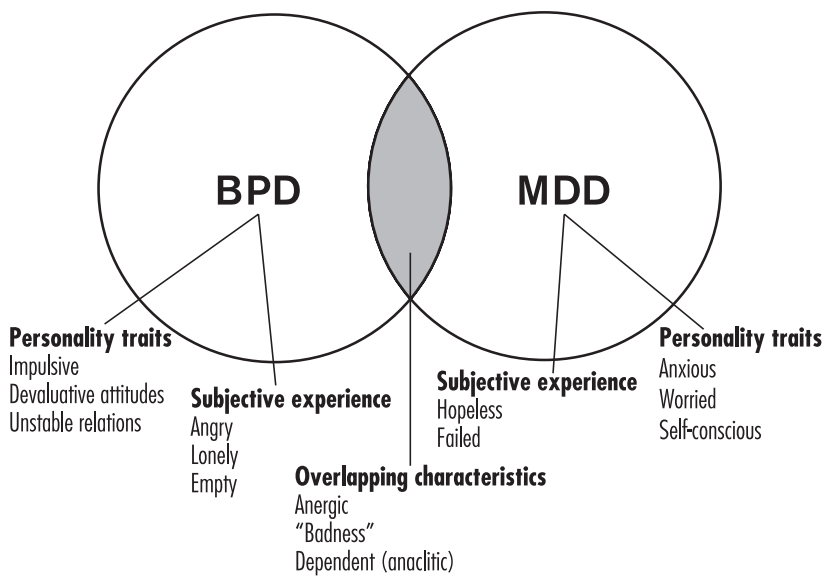 BPD
MDD
Personality traits
Impulsive
Devaluative attitudes
Unstable relations
Subjective experience
Angry
Lonely
Empty
Overlapping characteristics
Anergic
“Badness”
Dependent (anaclitic)
Subjective experience
Hopeless
Failed
Personality traits
Anxious
Worried
Self-conscious